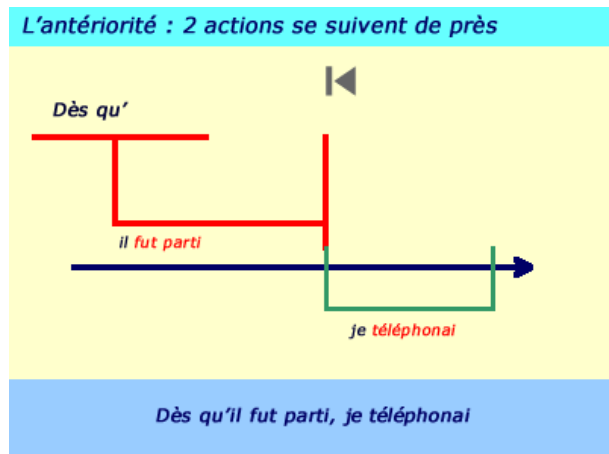 L'antériorité : 2 actions se suivent de près
Dès qu'
il fut parti
je téléphonai
Dès qu'il fut parti, je téléphonai